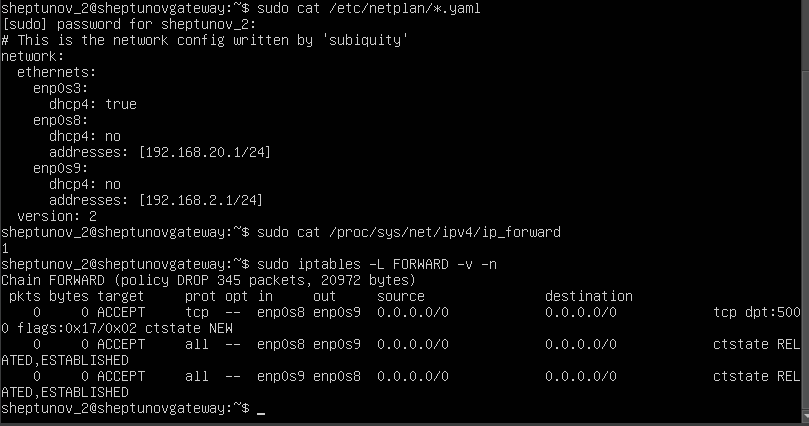 sheptunov_2@sheptunovgateway:~$ sudo cat /etc/netplan/*.yaml
[sudo] password for sheptunov_2:
# This is the network config written by 'subiquity'
network:
  ethernets:
    enp0s3:
      dhcp4: true
    enp0s8:
      dhcp4: no
      addresses: [192.168.20.1/24]
    enp0s9:
      dhcp4: no
      addresses: [192.168.2.1/24]
  version: 2
sheptunov_2@sheptunovgateway:~$ sudo cat /proc/sys/net/ipv4/ip_forward
1
sheptunov_2@sheptunovgateway:~$ sudo iptables -L FORWARD -v -n
Chain FORWARD (policy DROP 345 packets, 20972 bytes)
 pkts bytes target     prot opt in     out     source               destination
    0     0 ACCEPT     tcp  --  enp0s8 enp0s9  0.0.0.0/0            0.0.0.0/0            tcp dpt:500
0 flags:0x17/0x02 ctstate NEW
    0     0 ACCEPT     all  --  enp0s8 enp0s9  0.0.0.0/0            0.0.0.0/0            ctstate REL
ATED,ESTABLISHED
    0     0 ACCEPT     all  --  enp0s9 enp0s8  0.0.0.0/0            0.0.0.0/0            ctstate REL
ATED,ESTABLISHED
sheptunov_2@sheptunovgateway:~$ _